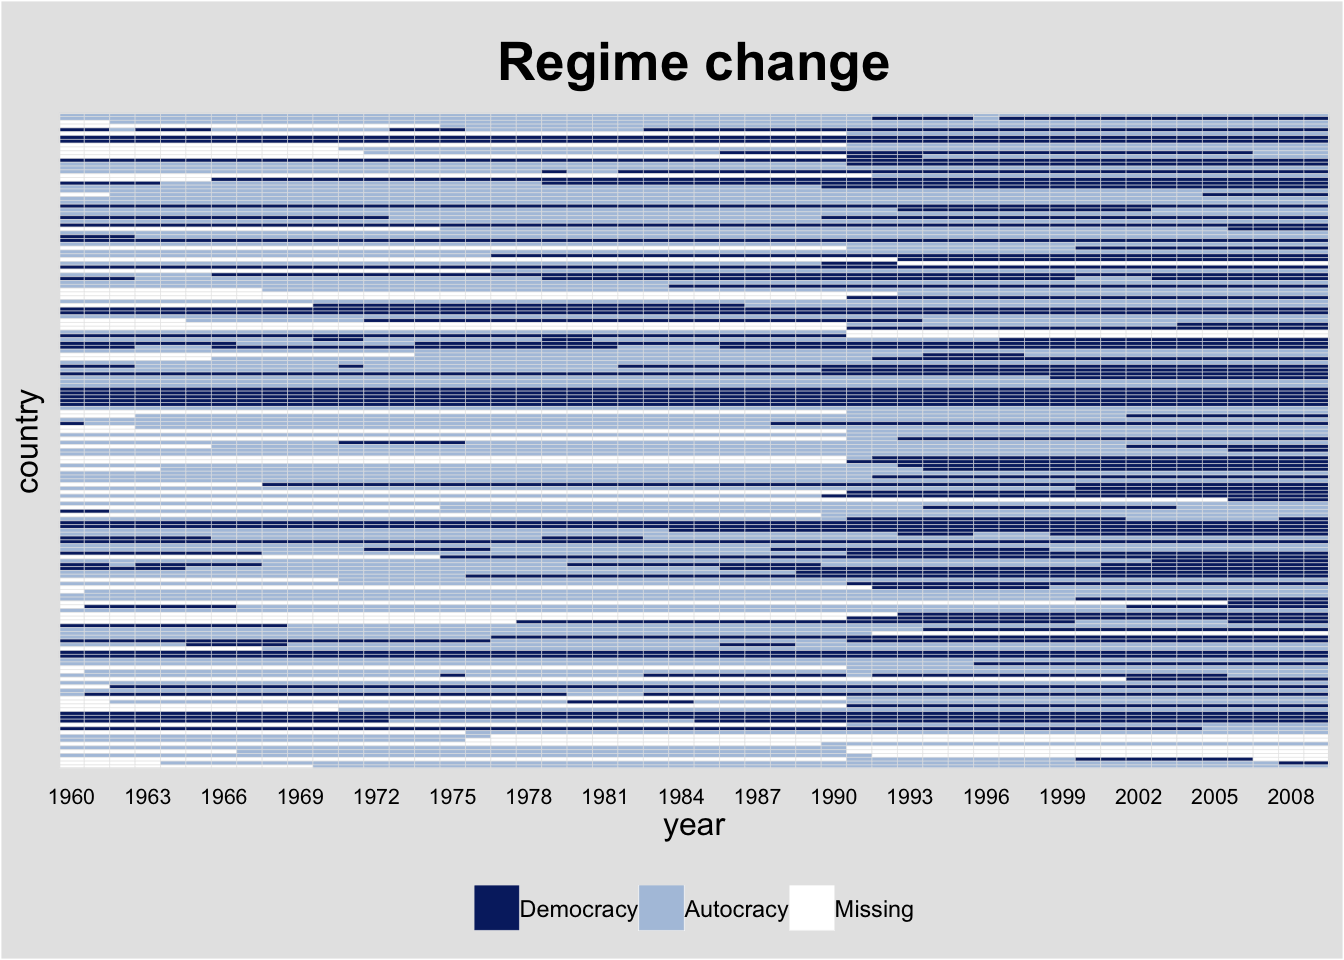 Regime change
country
1960 1963 1966 1969 1972 1975 1978 1981 1984 1987 1990 1993 1996 1999 2002 2005 2008
year
Democracy Autocracy Missing